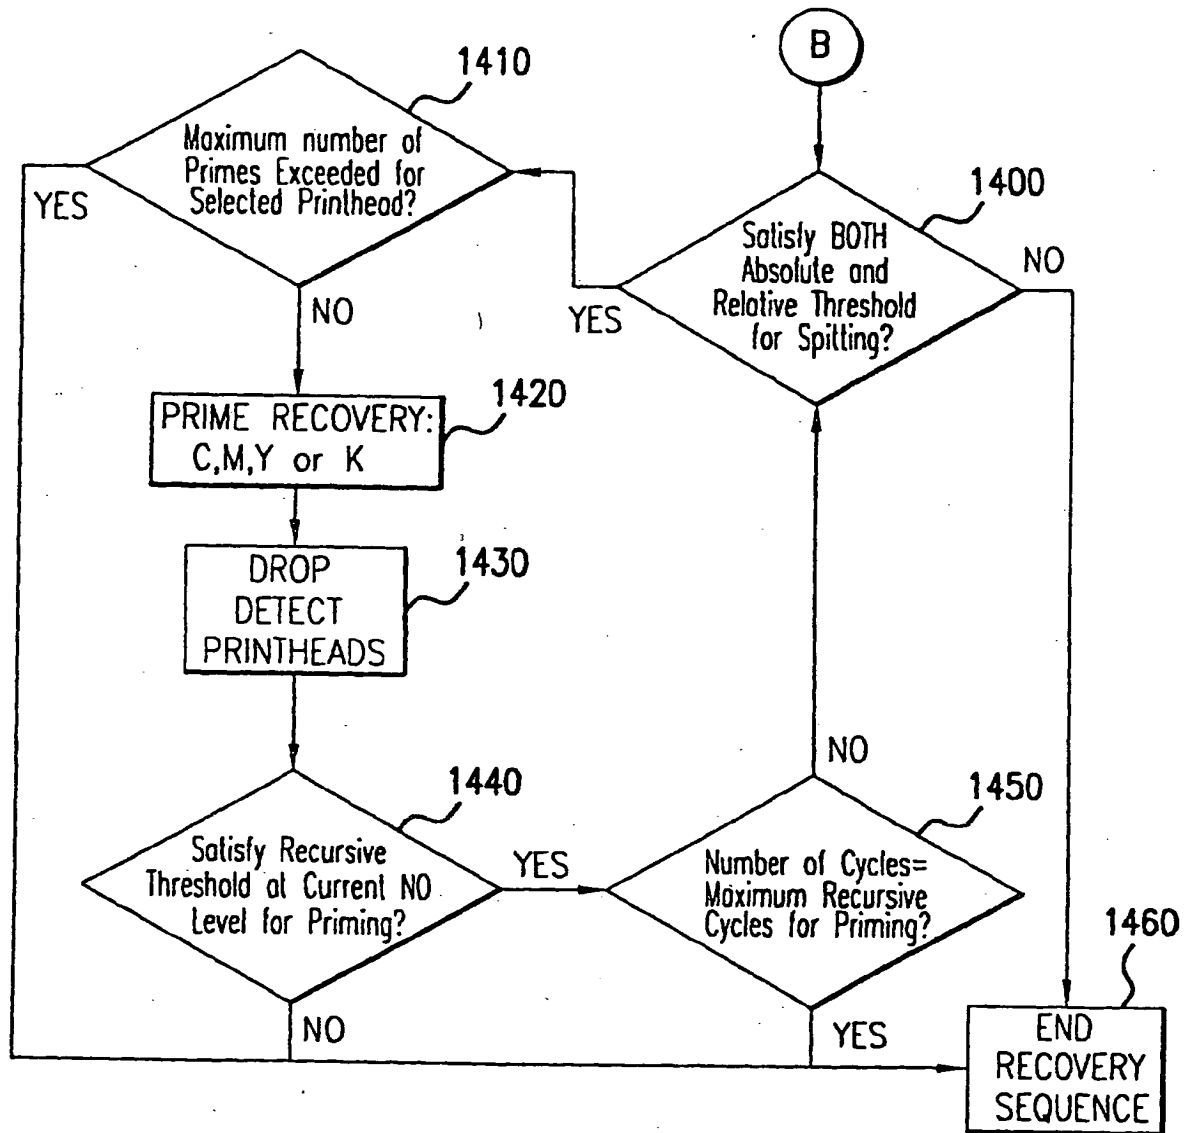 B
1400
Satisfy BOTH
Absolute and
Relative Threshold
for Spitting?
NO
YES
1410
Maximum number of
Primes Exceeded for
Selected Printhead?
YES
NO
1420
PRIME RECOVERY:
C,M,Y or K
1430
DROP
DETECT
PRINTHEADS
1440
Satisfy Recursive
Threshold at Current NO
Level for Priming?
YES
NO
1450
Number of Cycles=
Maximum Recursive
Cycles for Priming?
NO
YES
1460
END
RECOVERY
SEQUENCE